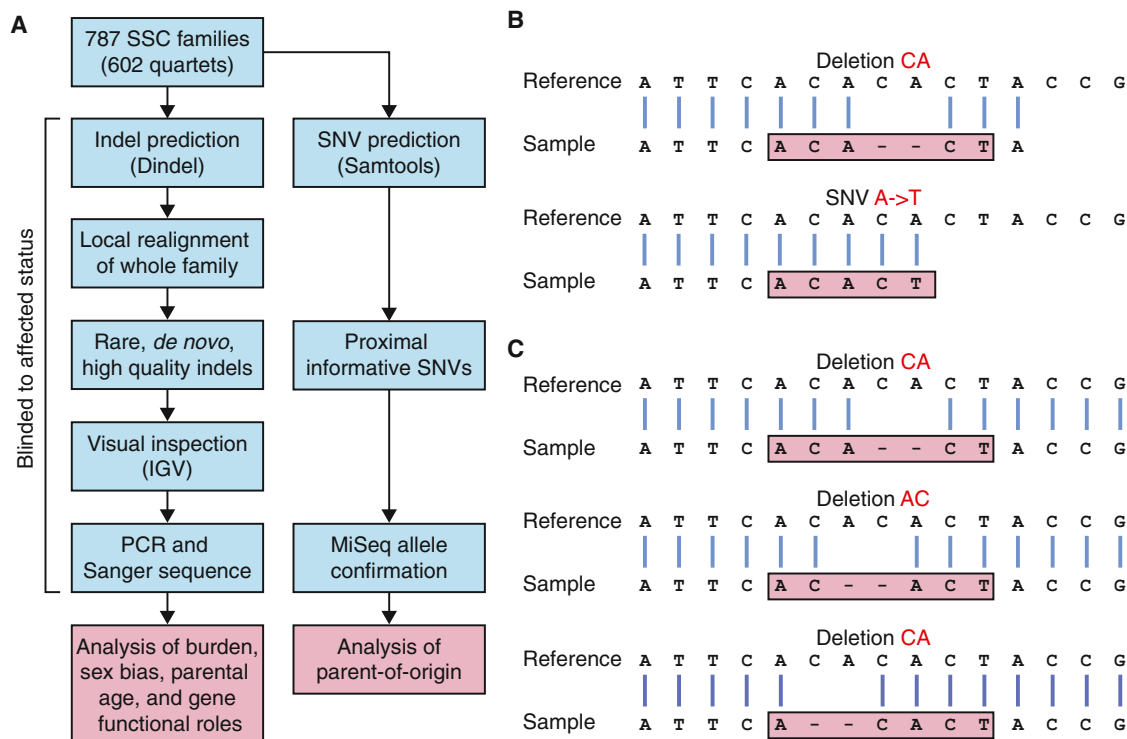 A
787 SSC families
(602 quartets)
Blinded to affected status
Indel prediction
(Dindel)
SNV prediction
(Samtools)
Local realignment
of whole family
Rare, de novo,
high quality indels
Proximal
informative SNVs
Visual inspection
(IGV)
PCR and
Sanger sequence
MiSeq allele
confirmation
Analysis of burden,
sex bias, parental
age, and gene
functional roles
Analysis of
parent-of-origin
B
Deletion CA
Reference A T T C A C A C A C T A C C G
Sample A T T C A C A - - C T A
SNV A->T
Reference A T T C A C A C A C T A C C G
Sample A T T C A C A C T
C
Deletion CA
Reference A T T C A C A C A C T A C C G
Sample A T T C A C A - - C T A C C G
Deletion AC
Reference A T T C A C A C A C T A C C G
Sample A T T C A C - - A C T A C C G
Deletion CA
Reference A T T C A C A C A C T A C C G
Sample A T T C A - - C A C T A C C G